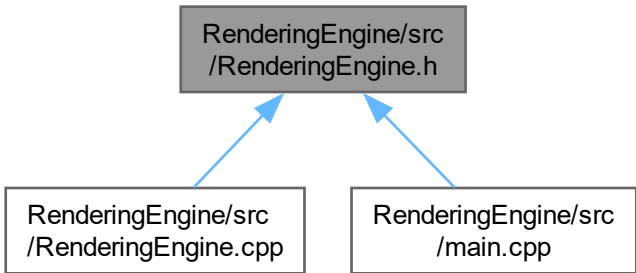 RenderingEngine/src
/RenderingEngine.h
RenderingEngine/src
/RenderingEngine.cpp
RenderingEngine/src
/main.cpp